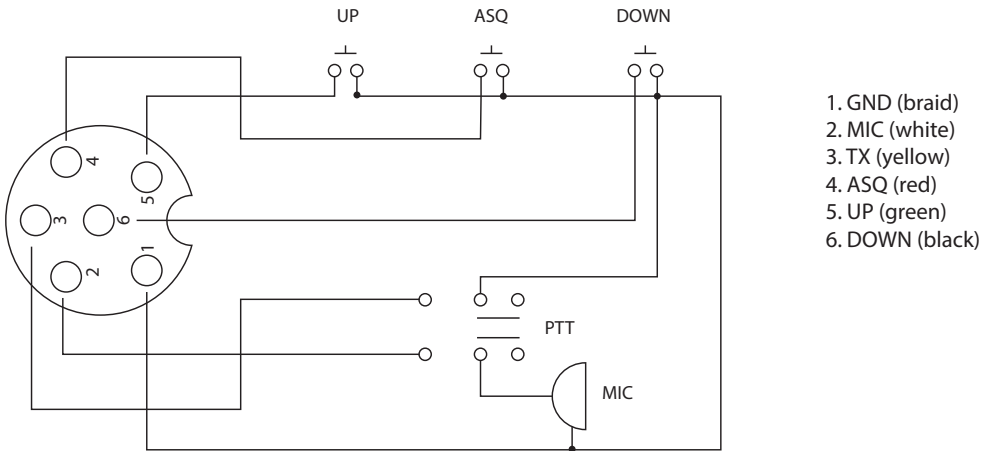 UP ASQ DOWN
4
5
3
6
2
1
PTT
MIC
1. GND (braid)
2. MIC (white)
3. TX (yellow)
4. ASQ (red)
5. UP (green)
6. DOWN (black)